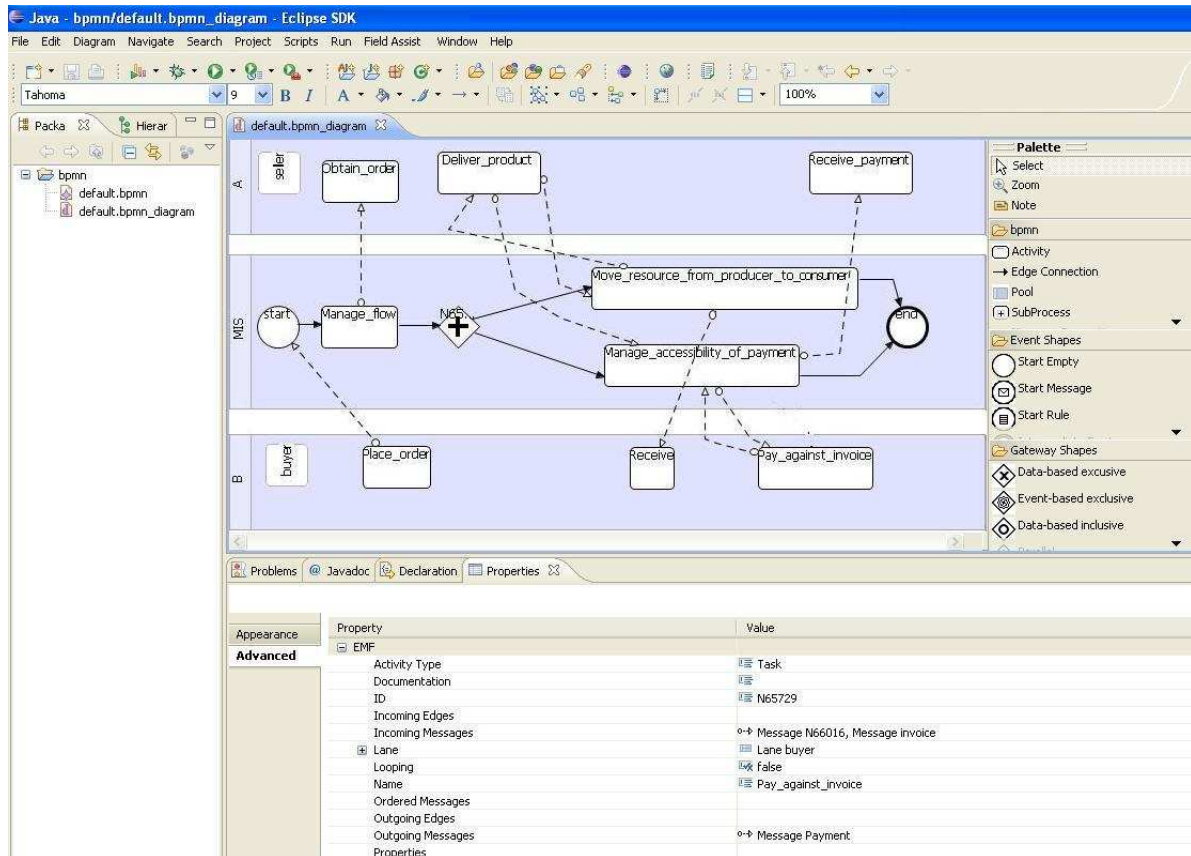 Java - bpmn/default.bpmn_diagram - Eclipse SDK
File Edit Diagram Navigate Search Project Scripts Run Field Assist Window Help
Tahoma 9 B I A 100%
Packa Hierar
bpmn
default.bpmn
default.bpmn_diagram
default.bpmn_diagram
A
seller
Obtain_order
Deliver_product
Receive_payment
MIS
start
Manage_flow
N65
Move_resource_from_producer_to_consumer
Manage_accessibility_of_payment
end
B
buyer
Place_order
Receive
Pay_against_invoice
Palette
Select
Zoom
Note
bpmn
Activity
Edge Connection
Pool
SubProcess
Event Shapes
Start Empty
Start Message
Start Rule
Gateway Shapes
Data-based excusive
Event-based exclusive
Data-based inclusive
Problems Javadoc Declaration Properties
Appearance
Advanced
Property Value
EMF
Activity Type Task
Documentation
ID N65729
Incoming Edges
Incoming Messages Message N66016, Message invoice
Lane Lane buyer
Looping false
Name Pay_against_invoice
Ordered Messages
Outgoing Edges
Outgoing Messages Message Payment
Properties